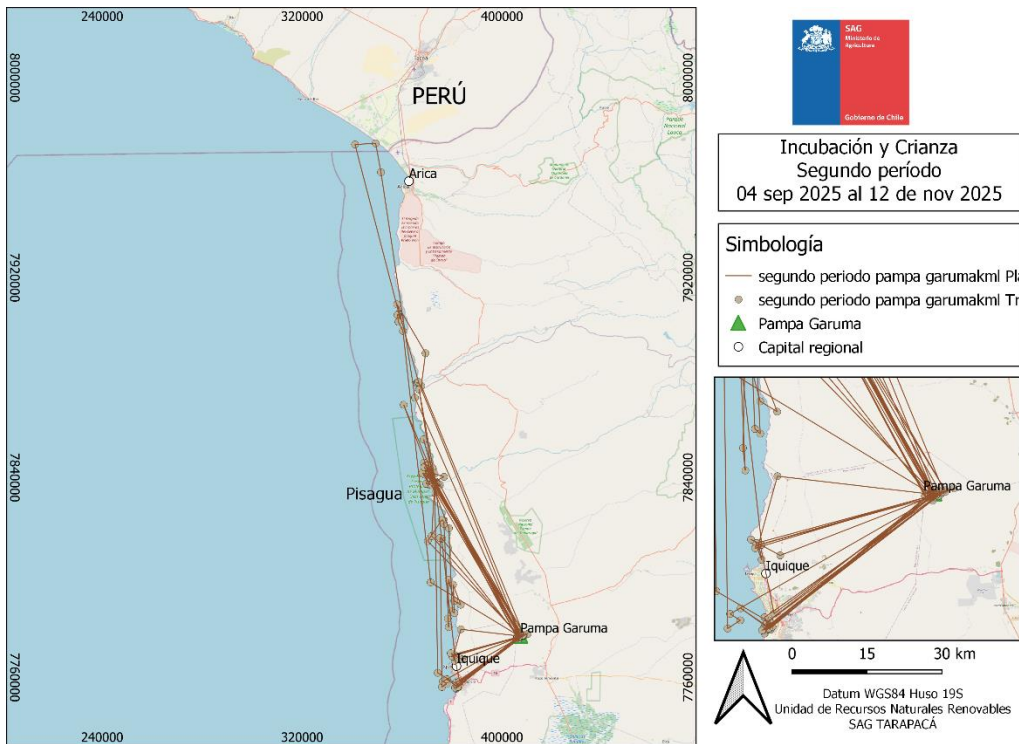 240000
320000
400000
8000000
8000000
PERÚ
Arica
7920000
7920000
7840000
7840000
Pisagua
Pampa Garuma
Iquique
7760000
7760000
240000
320000
400000
SAG
Ministerio de
Agricultura
Gobierno de Chile
Incubación y Crianza
Segundo período
04 sep 2025 al 12 de nov 2025
Simbología
segundo periodo pampa garumakml Pla
segundo periodo pampa garumakml Tr
Pampa Garuma
Capital regional
Pampa Garuma
Iquique
0 15 30 km
Datum WGS84 Huso 19S
Unidad de Recursos Naturales Renovables
SAG TARAPACÁ